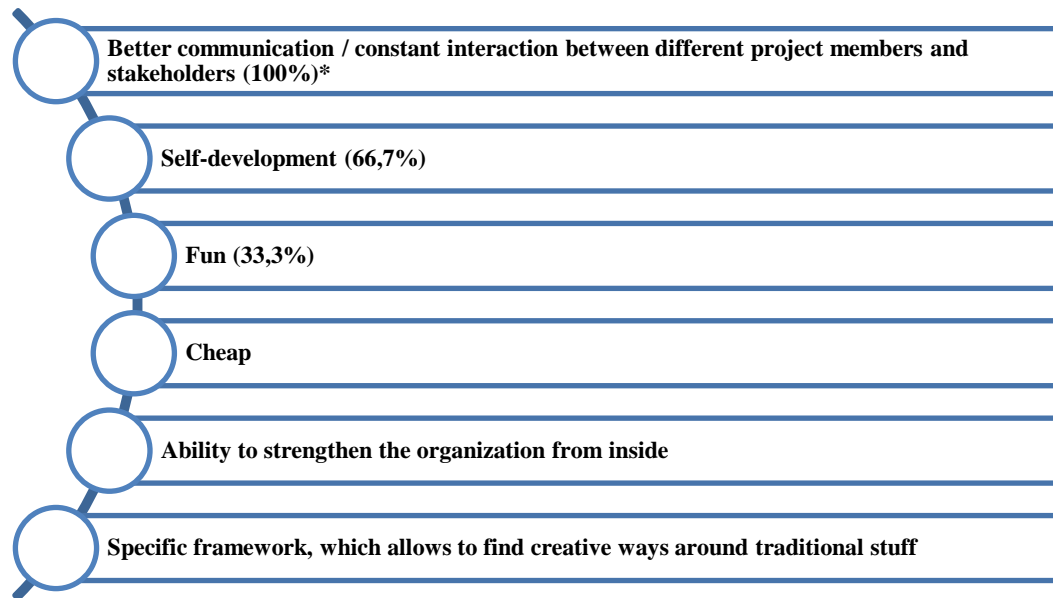 Better communication / constant interaction between different project members and
stakeholders (100%)*
Self-development (66,7%)
Fun (33,3%)
Cheap
Ability to strengthen the organization from inside
Specific framework, which allows to find creative ways around traditional stuff